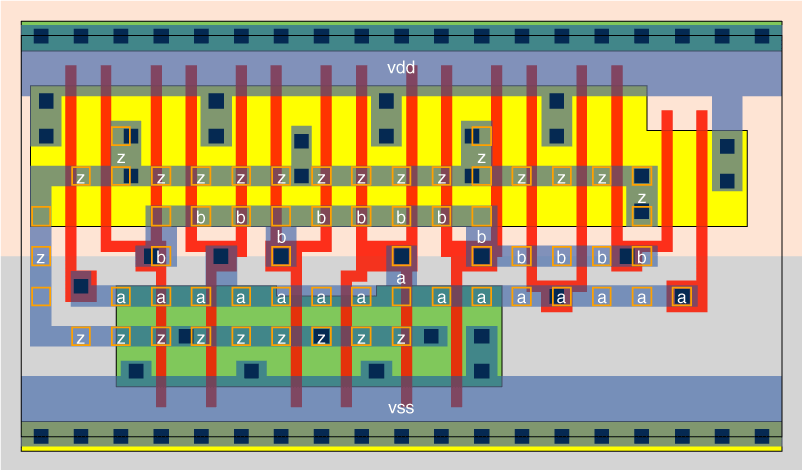 vdd
z z
z z z z z z z z z z z z
z
b b b b b b
b b
z b b b b b
a
a a a a a a a a a a a a a a
z z z z z z z z z
vss